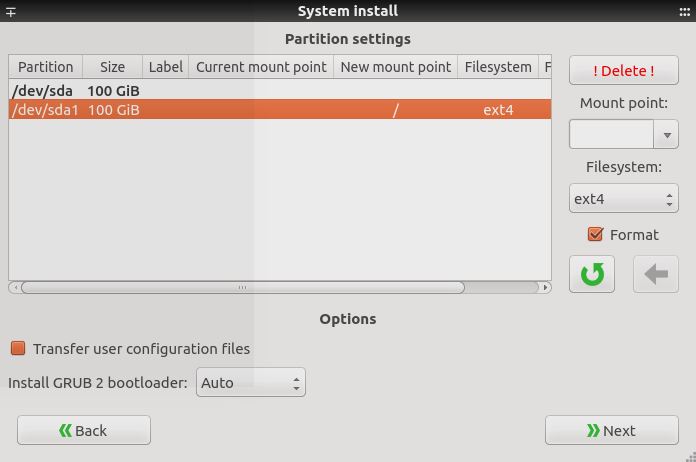 System install
Partition settings
Partition Size Label Current mount point New mount point Filesystem F
/dev/sda 100 GiB
/dev/sda1 100 GiB / ext4
! Delete !
Mount point:
Filesystem:
ext4
Format
Options
Transfer user configuration files
Install GRUB 2 bootloader: Auto
Back
Next